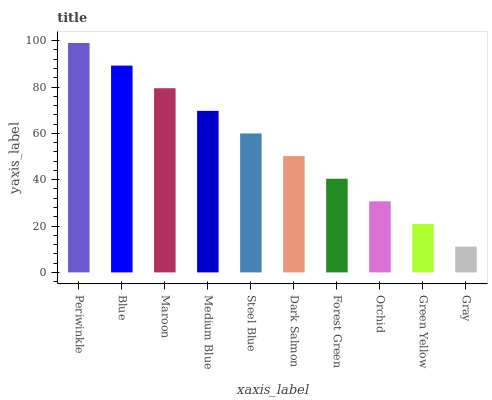 title
yaxis_label
100
80
60
40
20
0
Periwinkle
Blue
Maroon
Medium Blue
Steel Blue
Dark Salmon
Forest Green
Orchid
Green Yellow
Gray
xaxis_label